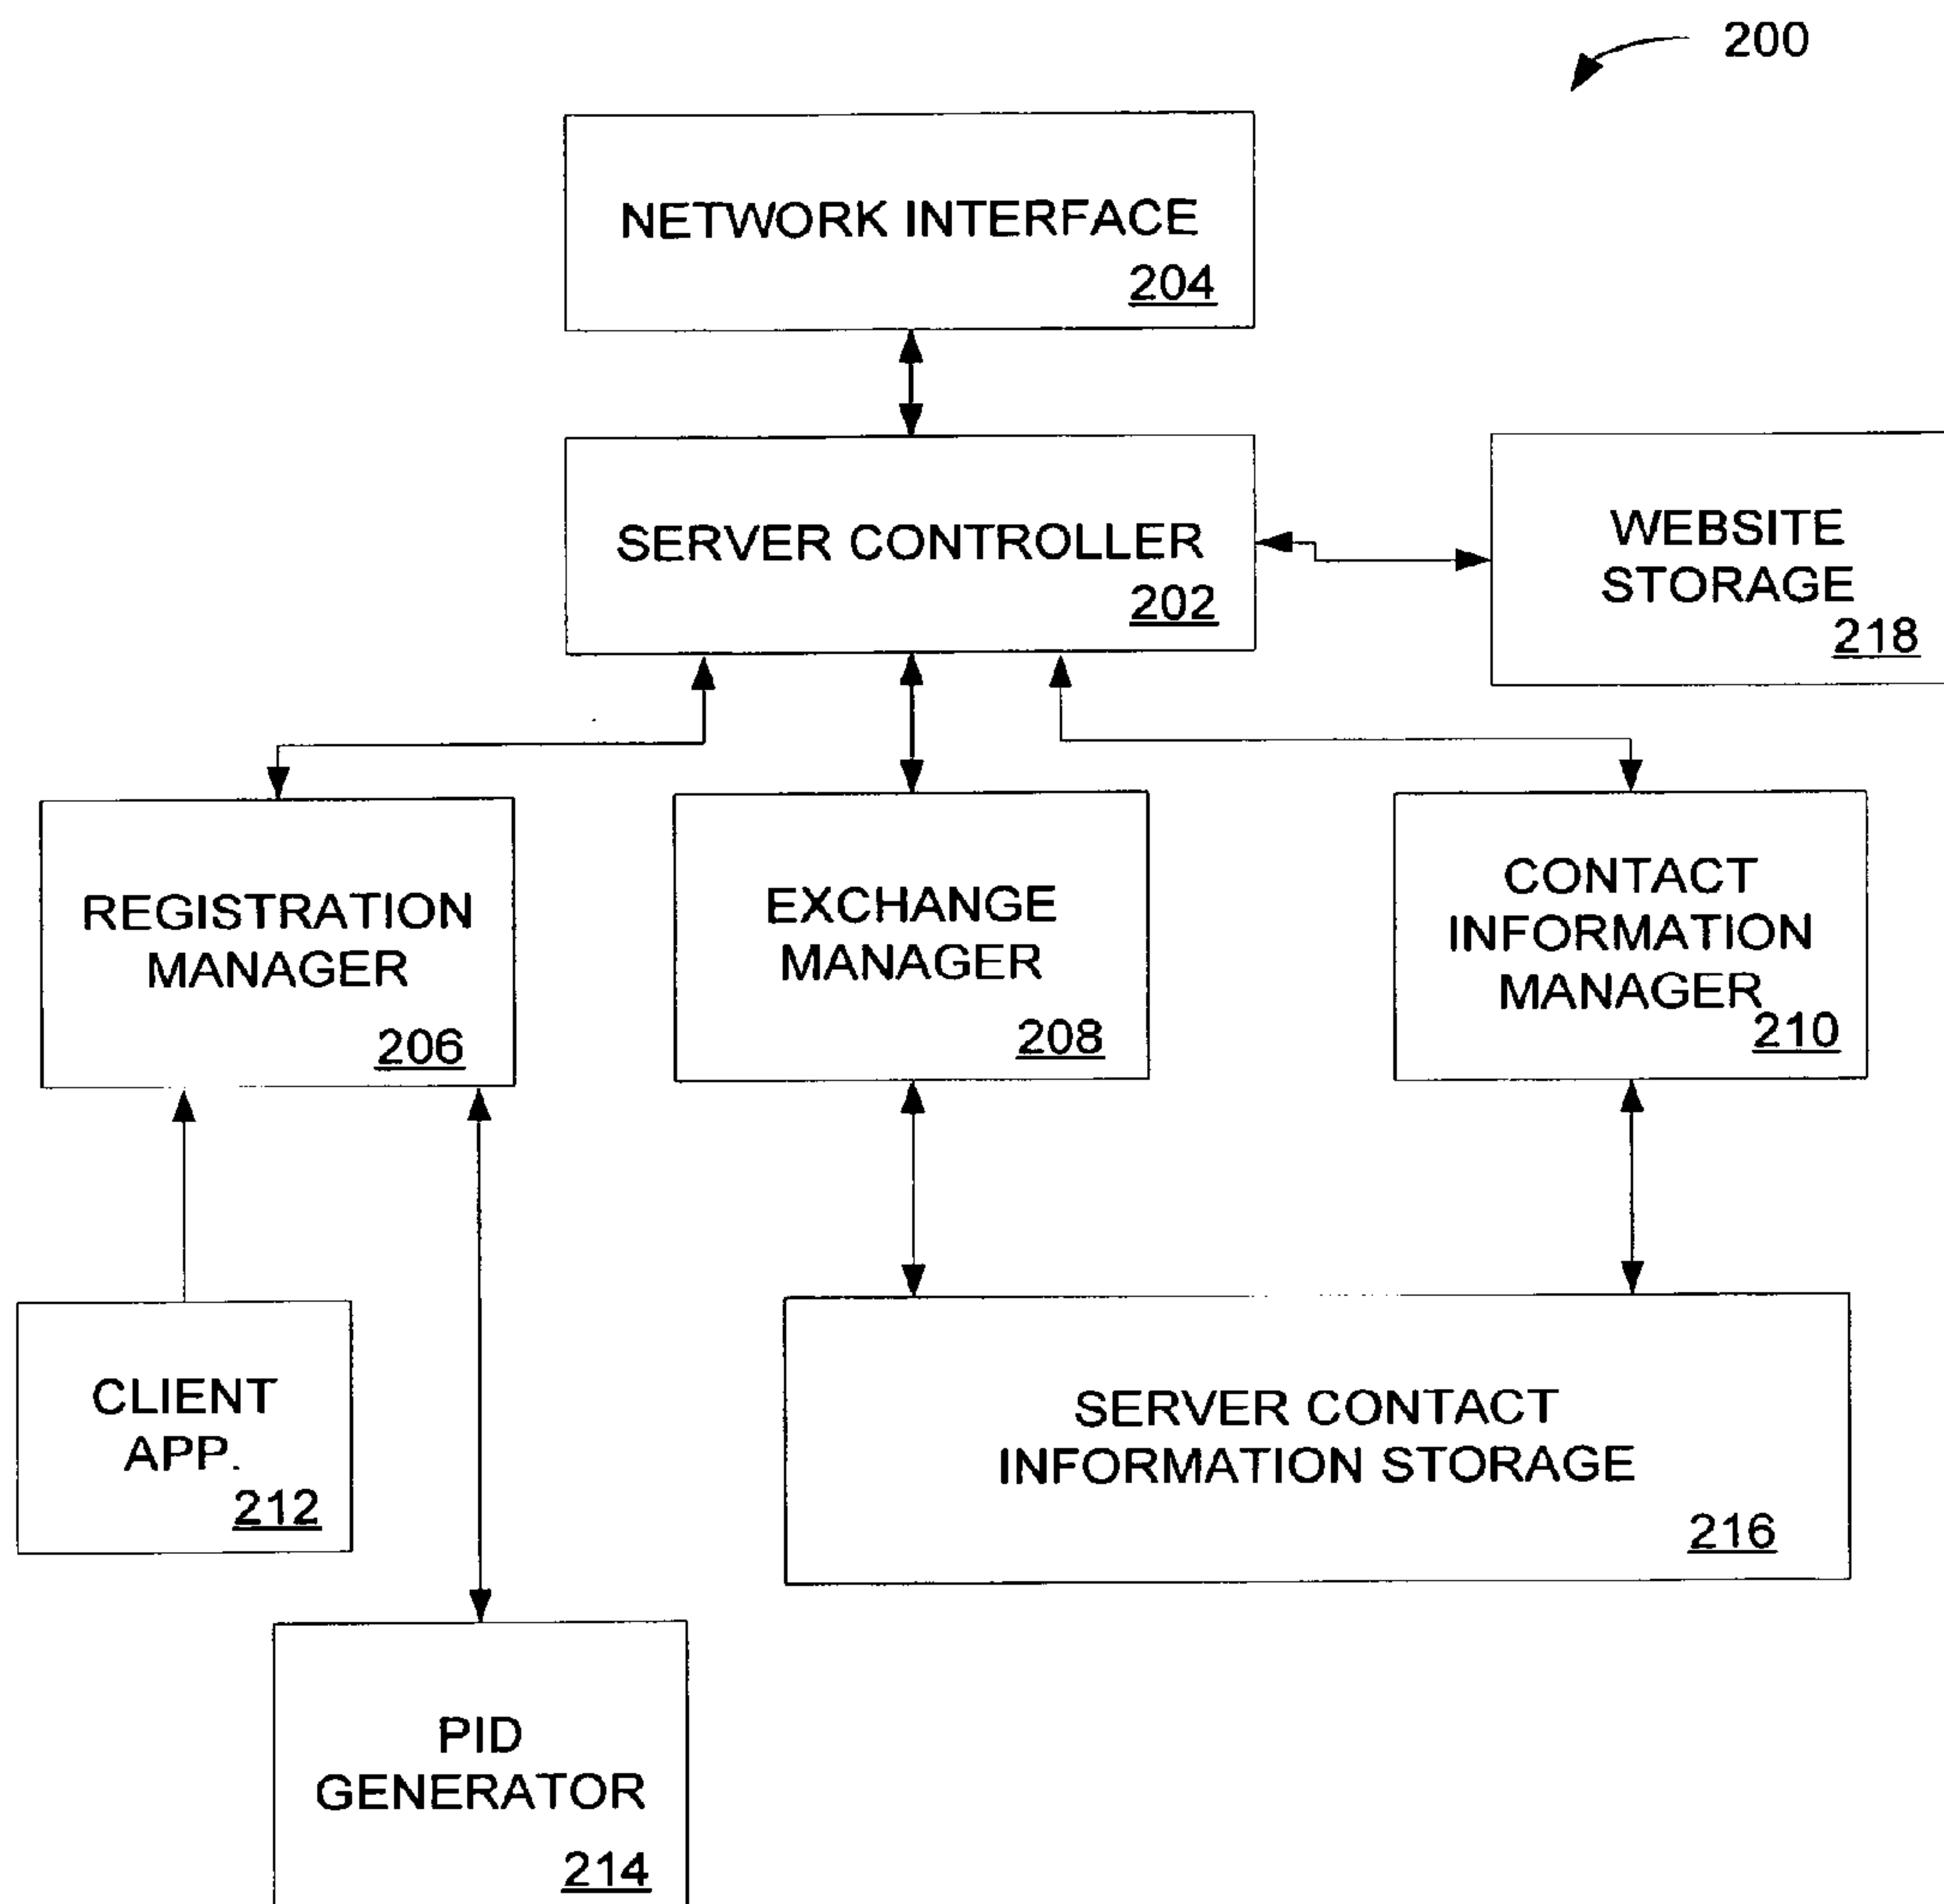 200
NETWORK INTERFACE
204
SERVER CONTROLLER
202
WEBSITE
STORAGE
218
REGISTRATION
MANAGER
206
EXCHANGE
MANAGER
208
CONTACT
INFORMATION
MANAGER
210
CLIENT
APP.
212
SERVER CONTACT
INFORMATION STORAGE
216
PID
GENERATOR
214